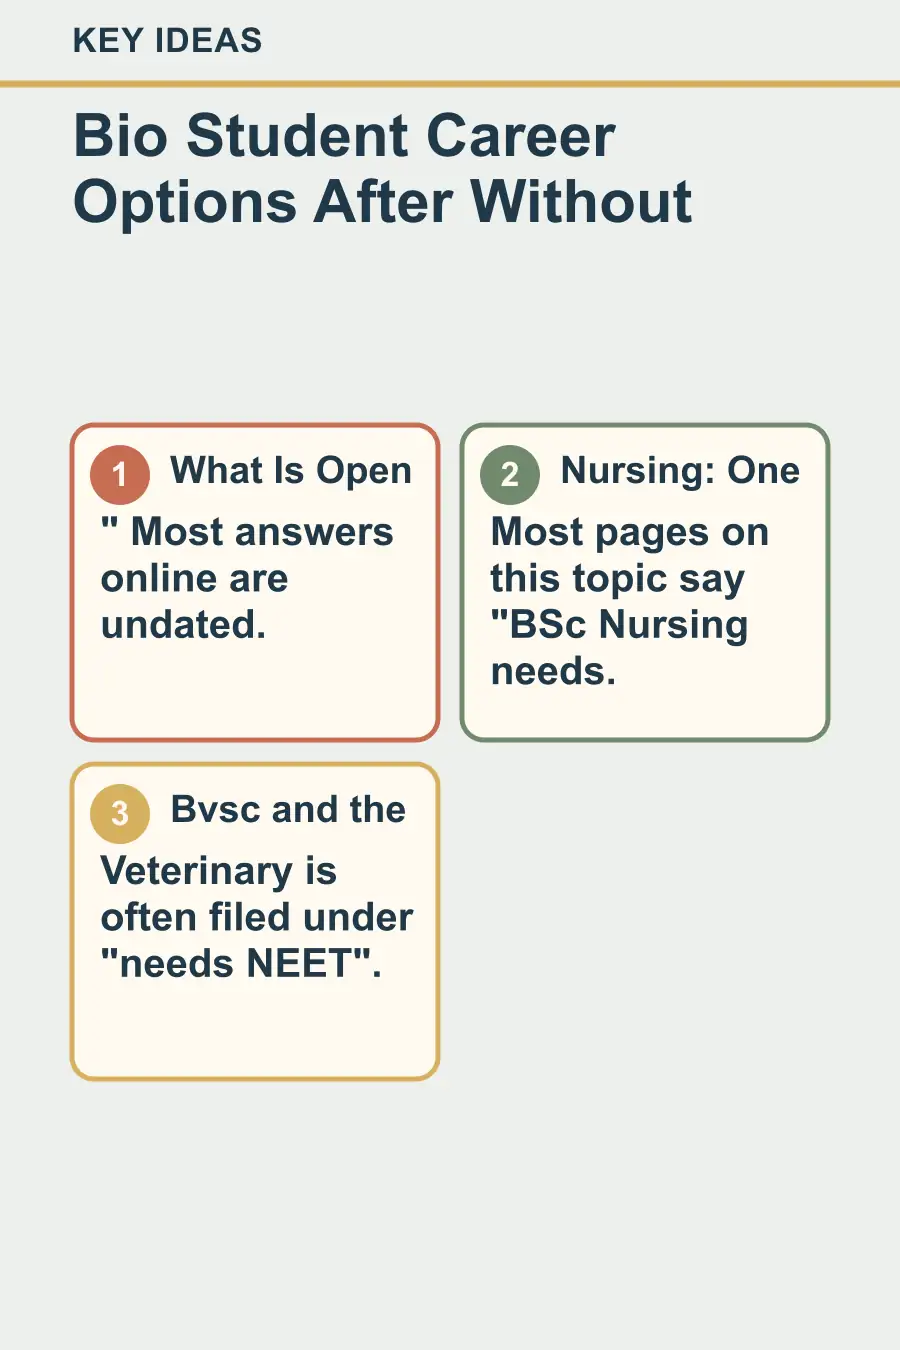 KEY IDEAS
Bio Student Career
Options After Without
1 What Is Open
" Most answers
online are
undated.
2 Nursing: One
Most pages on
this topic say
"BSc Nursing
needs.
3 Bvsc and the
Veterinary is
often filed under
"needs NEET".